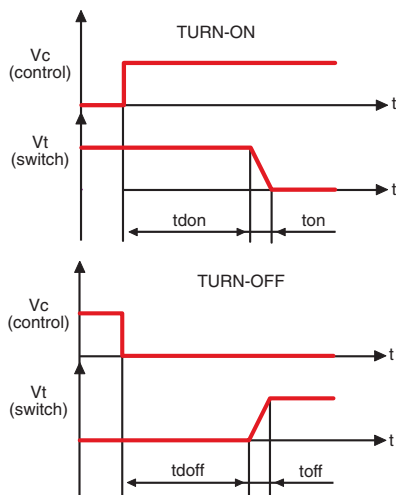 TURN-ON
Vc
(control)
t
Vt
(switch)
t
tdon
ton
TURN-OFF
Vc
(control)
t
Vt
(switch)
t
tdoff
toff